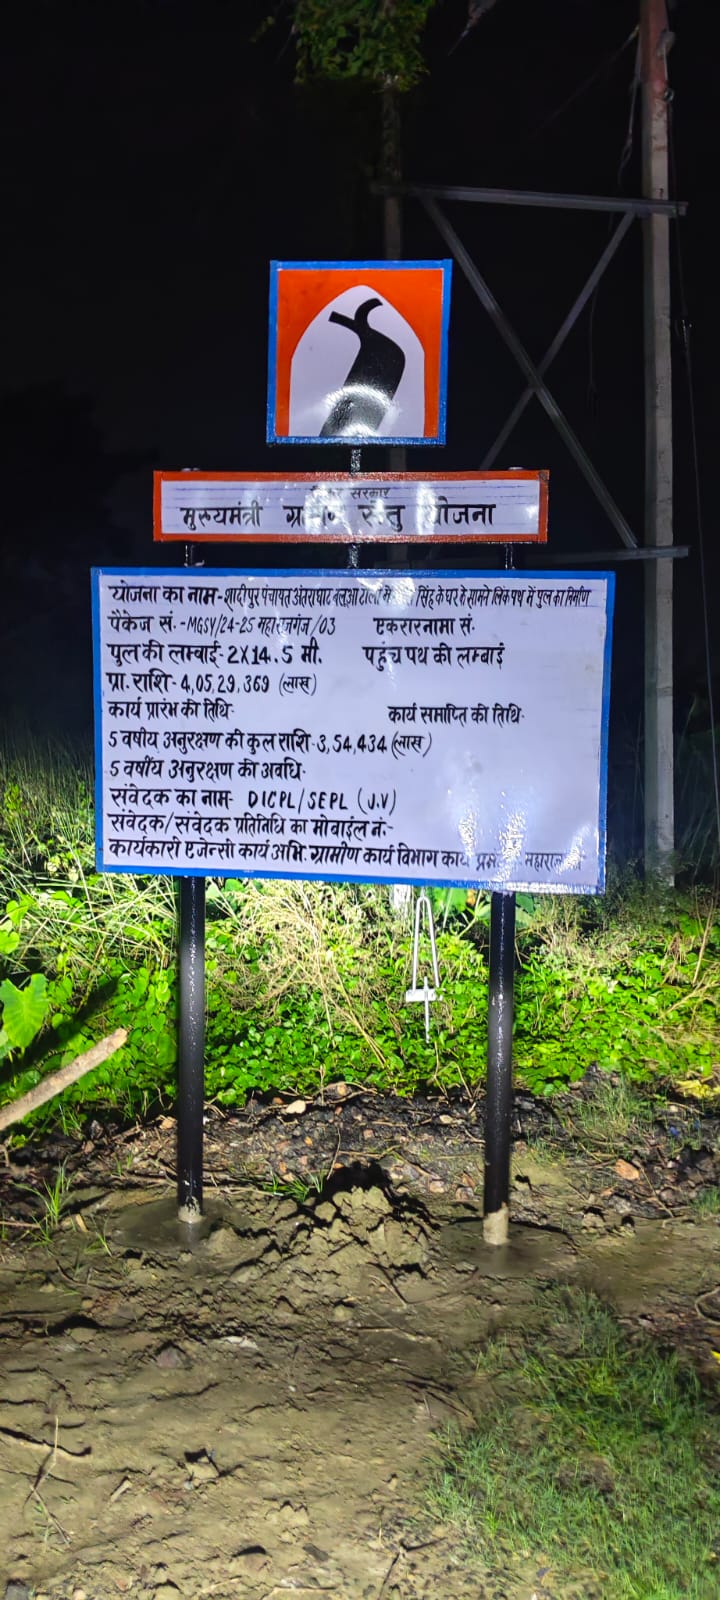 सरकार
मुख्यमंत्री ग्रामीण सेतु योजना
योजना का नाम- शादीपुर पंचायत अंतराघाट बलुआ टोला में सिंह के घर के सामने लिंक पथ में पुल का निर्माण
पैकेज सं.-MGSY/24-25 महाराजगंज/03 एकरारनामा सं.
पुल की लम्बाई- 2X14.5 मी. पहुंच पथ की लम्बाई
प्रा. राशि- 4,05,29,369 (लाख)
कार्य प्रारंभ की तिथि- कार्य समाप्ति की तिथि-
5 वर्षीय अनुरक्षण की कुल राशि-3,54,434 (लाख)
5 वर्षीय अनुरक्षण की अवधि-
संवेदक का नाम- DICPL/SEPL (J.V)
संवेदक/संवेदक प्रतिनिधि का मोबाईल नं:-
कार्यकारी एजेन्सी कार्य अभि. ग्रामीण कार्य विभाग कार्य